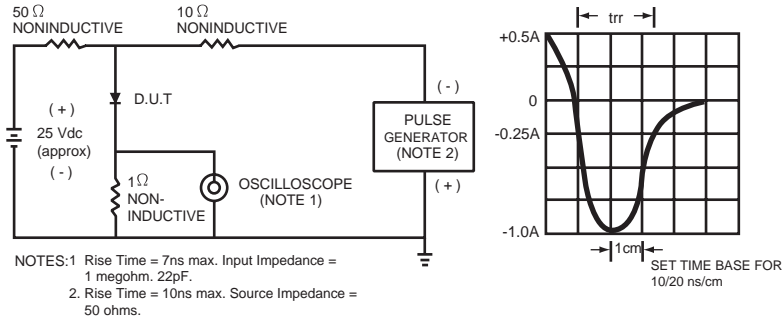 50 Ω
NONINDUCTIVE
10 Ω
NONINDUCTIVE
( + )
25 Vdc
(approx)
( - )
D.U.T
1Ω
NON-
INDUCTIVE
OSCILLOSCOPE
(NOTE 1)
( - )
PULSE
GENERATOR
(NOTE 2)
( + )
trr
+0.5A
0
-0.25A
-1.0A
1cm
SET TIME BASE FOR
10/20 ns/cm
NOTES:1 Rise Time = 7ns max. Input Impedance =
1 megohm. 22pF.
2. Rise Time = 10ns max. Source Impedance =
50 ohms.